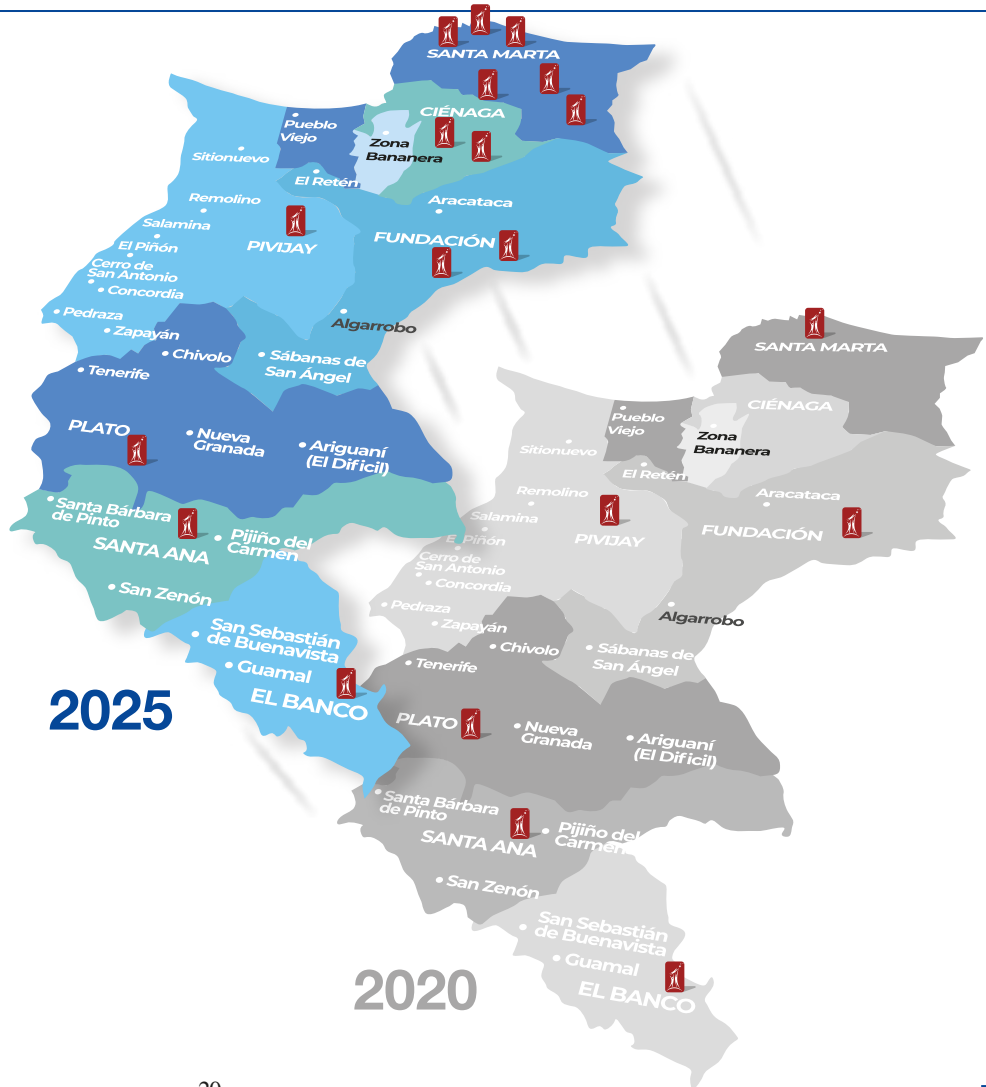 SANTA MARTA
CIÉNAGA
Pueblo
Viejo
Zona
Bananera
Sitionuevo
El Retén
Remolino
Aracataca
Salamina
El Piñón
PIVIJAY
FUNDACIÓN
Cerro de
San Antonio
Concordia
Pedraza
Zapayán
Algarrobo
Chivolo
Sábanas de
San Ángel
Tenerife
PLATO
Nueva
Granada
Ariguaní
(El Dificil)
Santa Bárbara
de Pinto
SANTA ANA
Pijiño del
Carmen
San Zenón
San Sebastián
de Buenavista
Guamal
EL BANCO
2025
SANTA MARTA
CIÉNAGA
Pueblo
Viejo
Zona
Bananera
Sitionuevo
El Retén
Remolino
Aracataca
Salamina
El Piñón
PIVIJAY
FUNDACIÓN
Cerro de
San Antonio
Concordia
Pedraza
Zapayán
Algarrobo
Chivolo
Sábanas de
San Ángel
Tenerife
PLATO
Nueva
Granada
Ariguaní
(El Dificil)
Santa Bárbara
de Pinto
SANTA ANA
Pijiño del
Carmen
San Zenón
San Sebastián
de Buenavista
Guamal
EL BANCO
2020